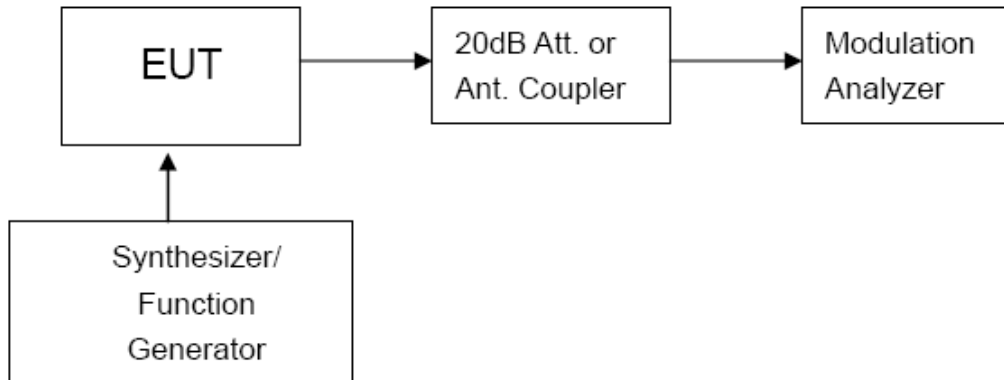 EUT
20dB Att. or
Ant. Coupler
Modulation
Analyzer
Synthesizer/
Function
Generator